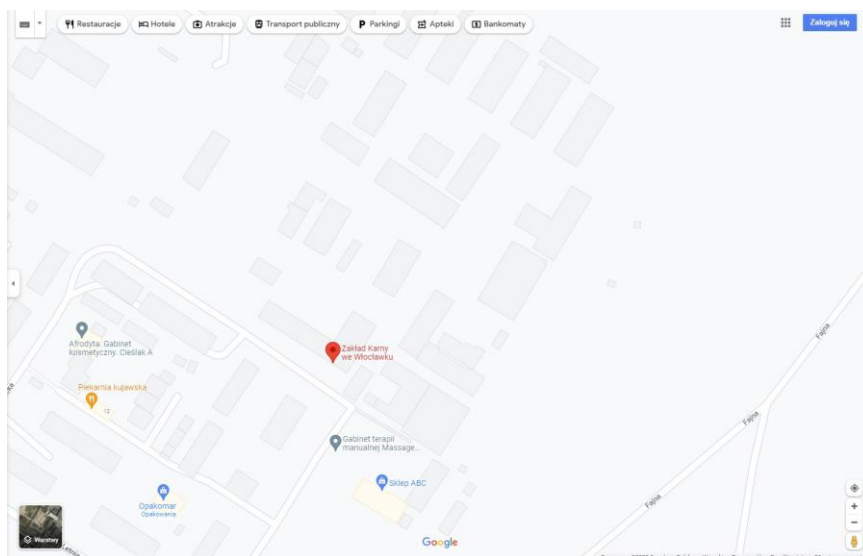 Restauracje
Hotele
Atrakcje
Transport publiczny
Parkingi
Apteki
Bankomaty
Zaloguj się
Fajna
Zakład Karny
we Włocławku
Afrodyta. Gabinet
kosmetyczny. Cieślak A
Piekarnia kujawska
12
Fajna
Gabinet terapii
manualnej Massage...
Sklep ABC
Opakomar
Opakowania
Fajna
Warstwy
Letnia
Google